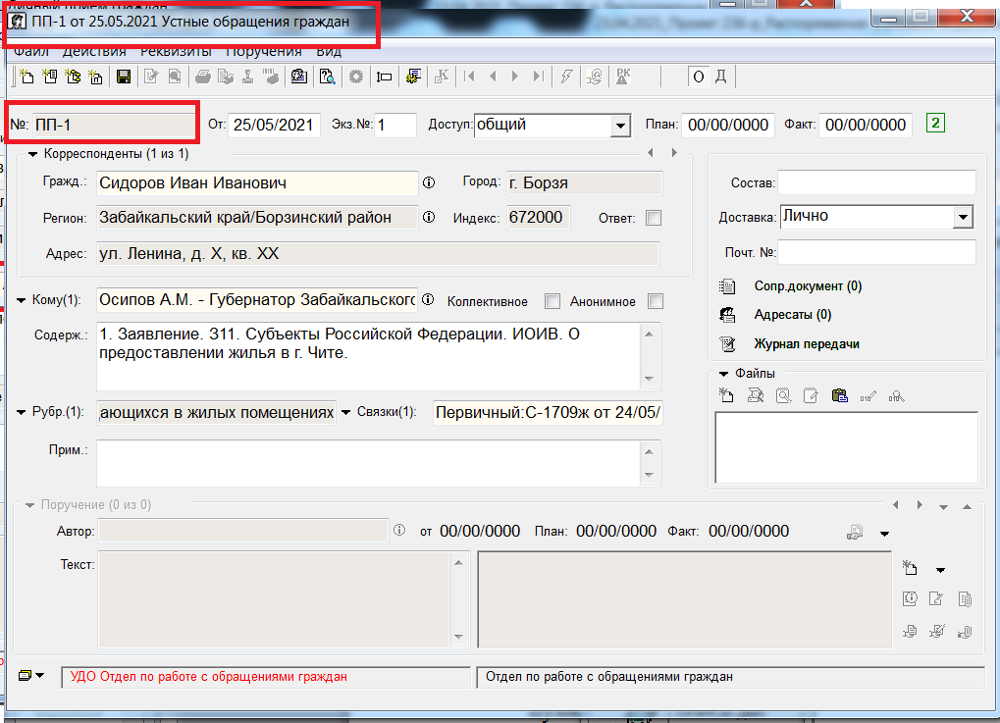 ПП-1 от 25.05.2021 Устные обращения граждан
Файл Действия Реквизиты Поручения Вид
О Д
№: ПП-1 От: 25/05/2021 Экз.№: 1 Доступ: общий План: 00/00/0000 Факт: 00/00/0000 2
Корреспонденты (1 из 1)
Гражд.: Сидоров Иван Иванович Город: г. Борзя
Состав:
Регион: Забайкальский край/Борзинский район Индекс: 672000 Ответ:
Доставка: Лично
Адрес: ул. Ленина, д. X, кв. XX
Почт. №:
Кому(1): Осипов А.М. - Губернатор Забайкальского Коллективное Анонимное
Сопр.документ (0)
Адресаты (0)
Журнал передачи
Содерж.: 1. Заявление. 311. Субъекты Российской Федерации. ИОИВ. О
предоставлении жилья в г. Чите.
Файлы
Рубр.(1): ающихся в жилых помещениях Связки(1): Первичный:С-1709ж от 24/05/
Прим.:
Поручение (0 из 0)
Автор: от 00/00/0000 План: 00/00/0000 Факт: 00/00/0000
Текст:
УДО Отдел по работе с обращениями граждан
Отдел по работе с обращениями граждан